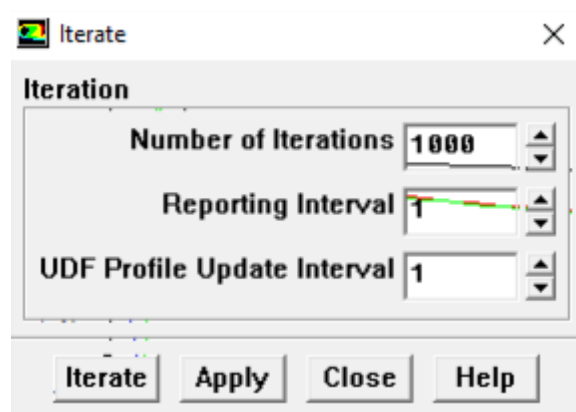 Iterate
Iteration
Number of Iterations 1000
Reporting Interval 1
UDF Profile Update Interval 1
Iterate Apply Close Help